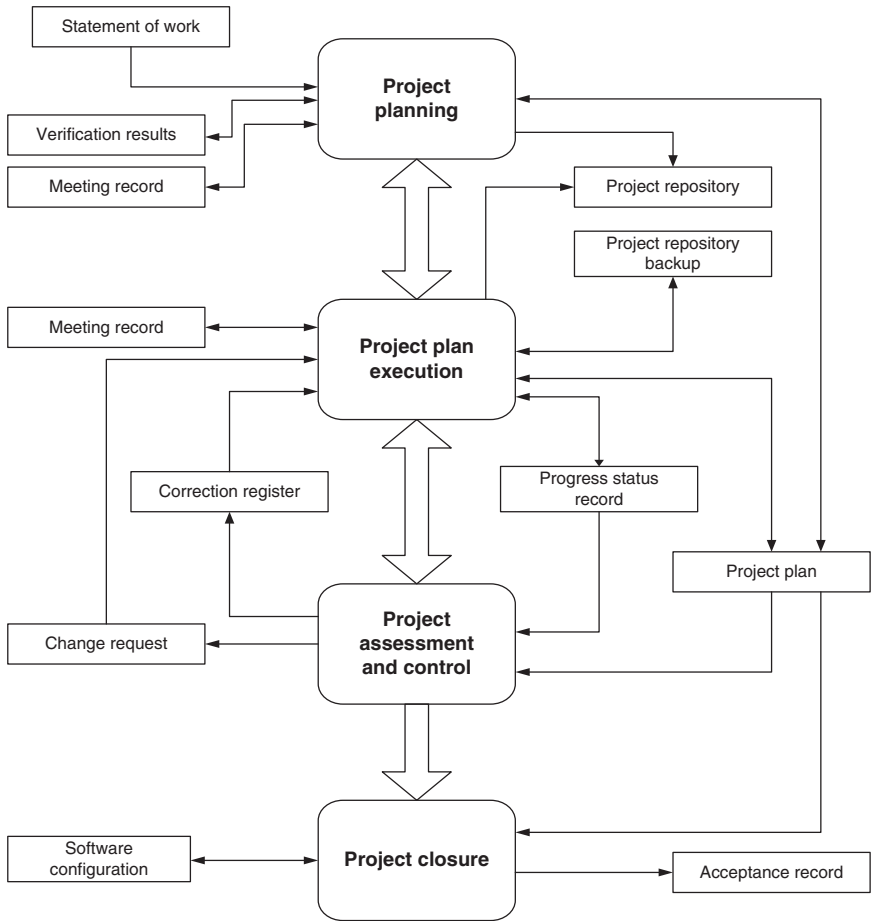 Statement of work
Project
planning
Verification results
Meeting record
Project repository
Project repository
backup
Meeting record
Project plan
execution
Correction register
Progress status
record
Project plan
Project
assessment
and control
Change request
Software
configuration
Project closure
Acceptance record